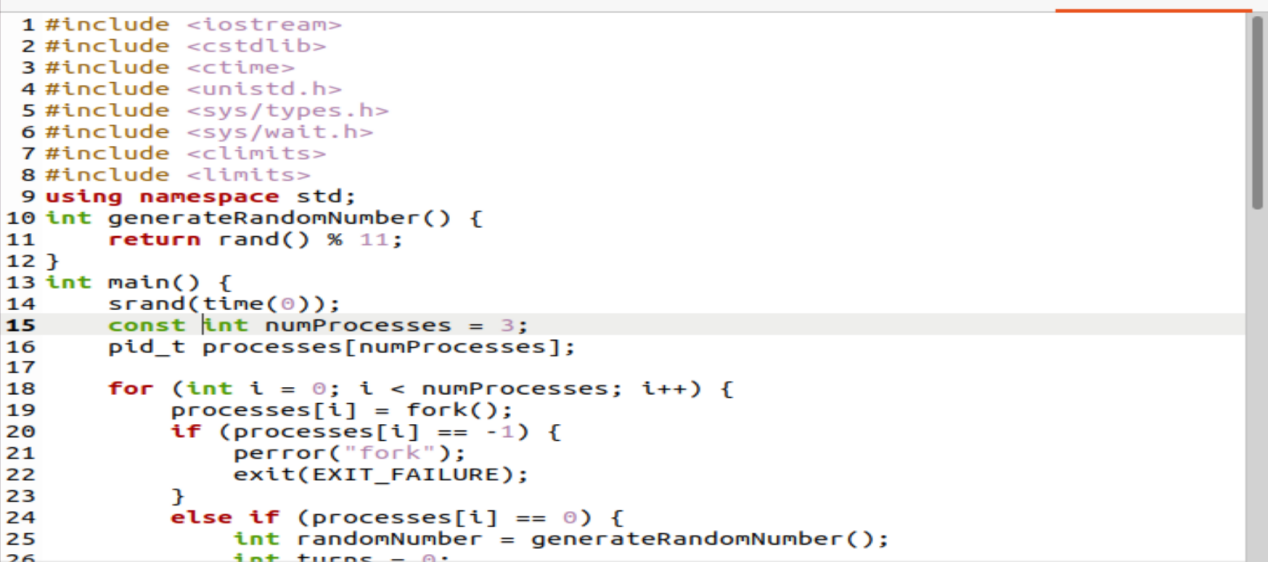 1 #include <iostream>
2 #include <cstdlib>
3 #include <ctime>
4 #include <unistd.h>
5 #include <sys/types.h>
6 #include <sys/wait.h>
7 #include <climits>
8 #include <limits>
9 using namespace std;
10 int generateRandomNumber() {
11     return rand() % 11;
12 }
13 int main() {
14     srand(time(0));
15     const int numProcesses = 3;
16     pid_t processes[numProcesses];
17
18     for (int i = 0; i < numProcesses; i++) {
19         processes[i] = fork();
20         if (processes[i] == -1) {
21             perror("fork");
22             exit(EXIT_FAILURE);
23         }
24         else if (processes[i] == 0) {
25             int randomNumber = generateRandomNumber();
26             int turns = 0;